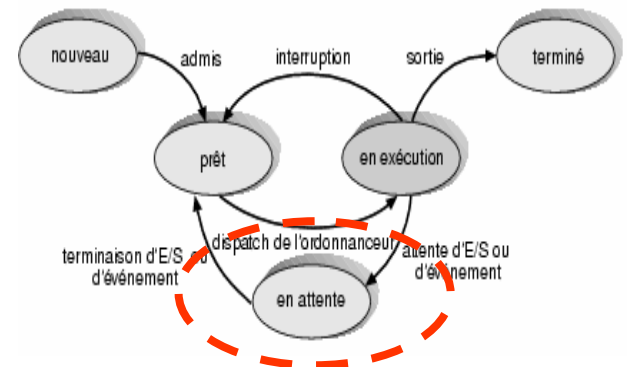 nouveau
admis
interruption
sortie
terminé
prêt
en exécution
dispatch de l'ordonnanceur
terminaison d'E/S ou
d'événement
attente d'E/S ou
d'événement
en attente